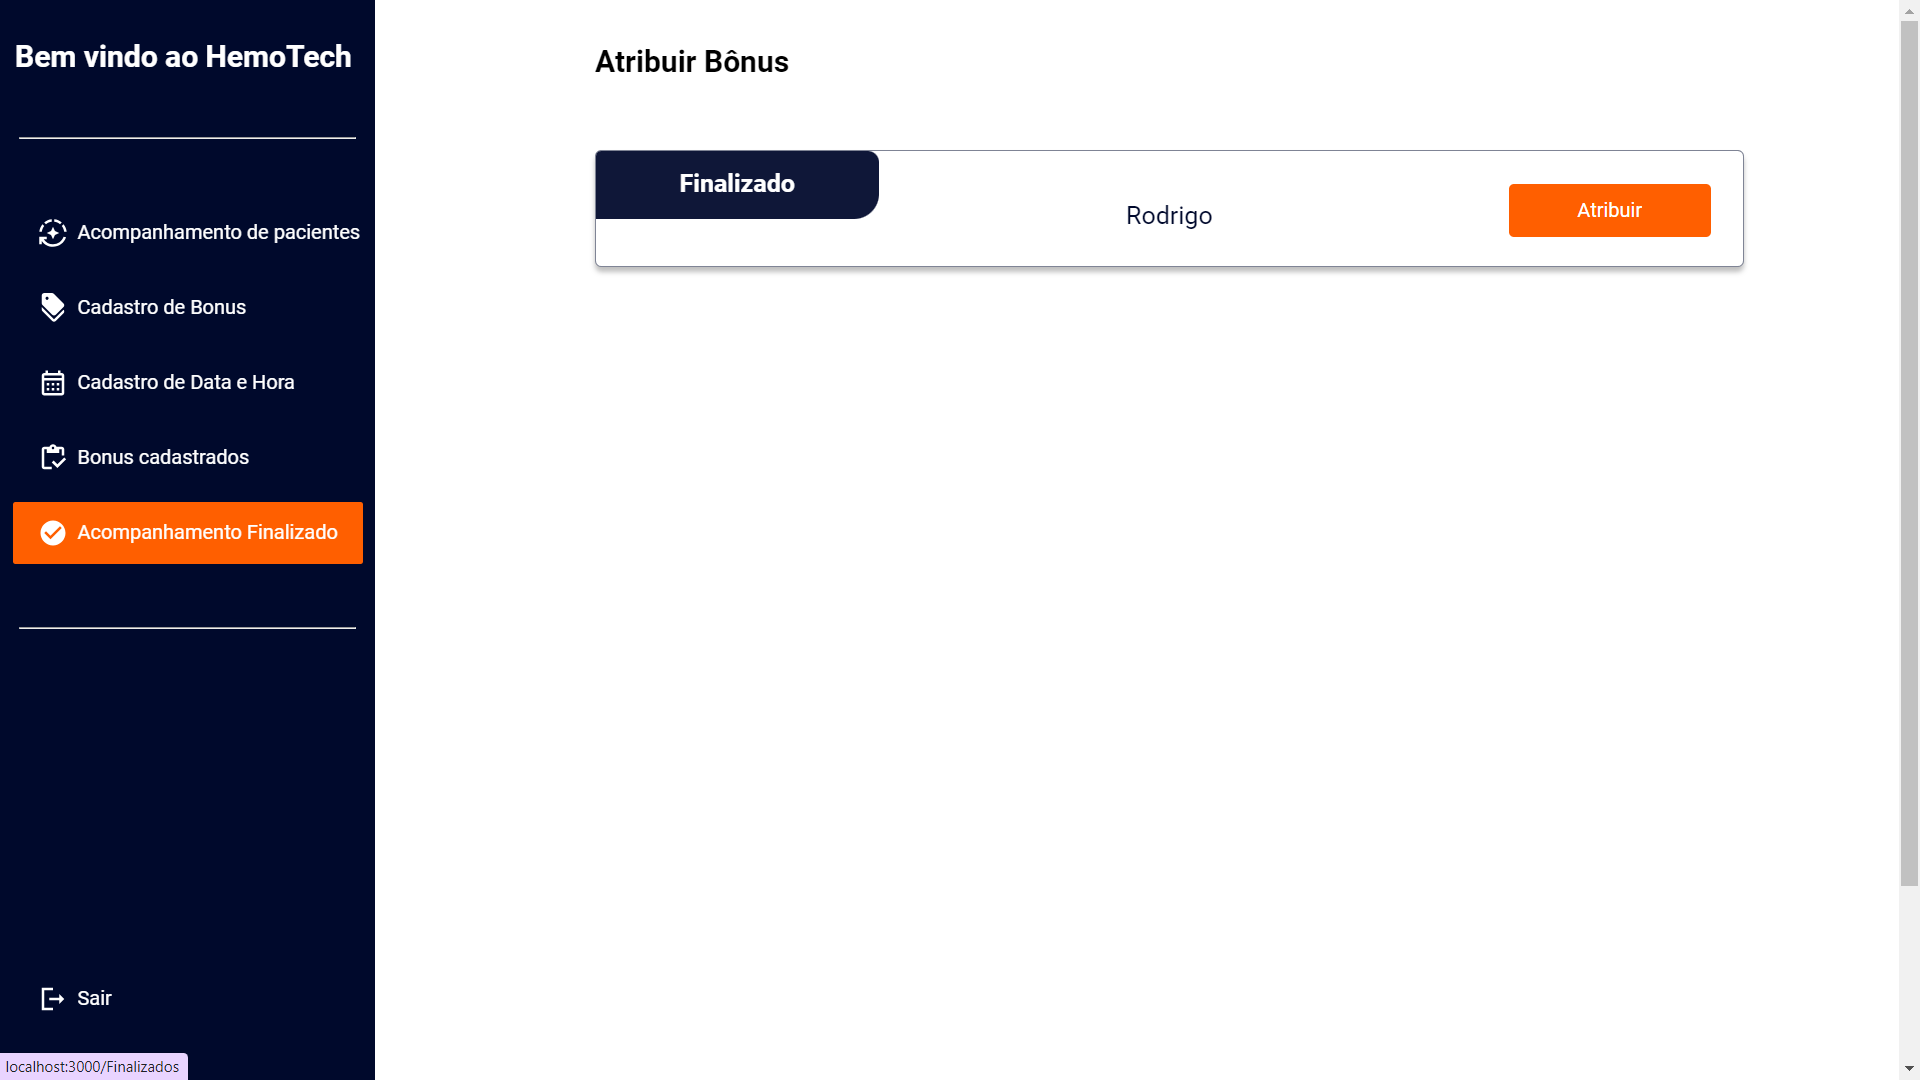 Bem vindo ao HemoTech
Acompanhamento de pacientes
Cadastro de Bonus
Cadastro de Data e Hora
Bonus cadastrados
Acompanhamento Finalizado
Sair
localhost:3000/Finalizados
Atribuir Bônus
Finalizado
Rodrigo
Atribuir